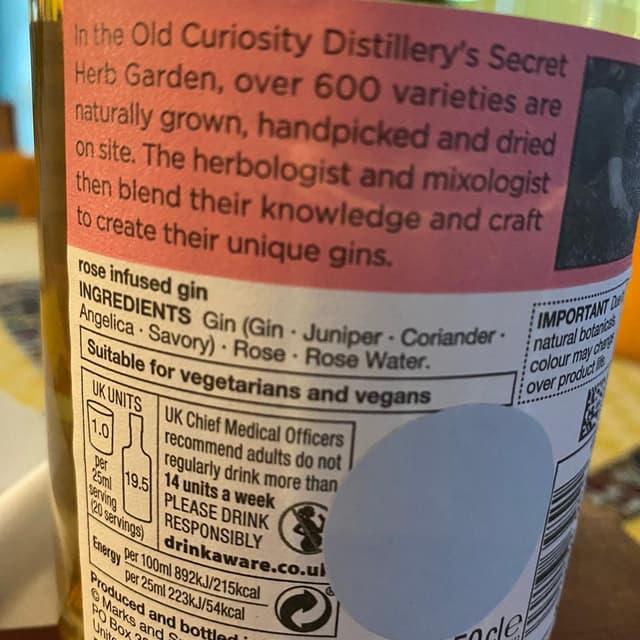 In the Old Curiosity Distillery's Secret
Herb Garden, over 600 varieties are
naturally grown, handpicked and dried
on site. The herbologist and mixologist
then blend their knowledge and craft
to create their unique gins.
rose infused gin
INGREDIENTS Gin (Gin · Juniper · Coriander ·
Angelica · Savory) · Rose · Rose Water.
Suitable for vegetarians and vegans
IMPORTANT
natural botanicals
colour may change
over product life.
UK UNITS
1.0
per
25ml
serving
(20 servings)
19.5
UK Chief Medical Officers
recommend adults do not
regularly drink more than
14 units a week
PLEASE DRINK
RESPONSIBLY
drinkaware.co.uk
Energy
per 100ml 892kJ/215kcal
per 25ml 223kJ/54kcal
Produced and bottled
© Marks and
PO Box
cl e